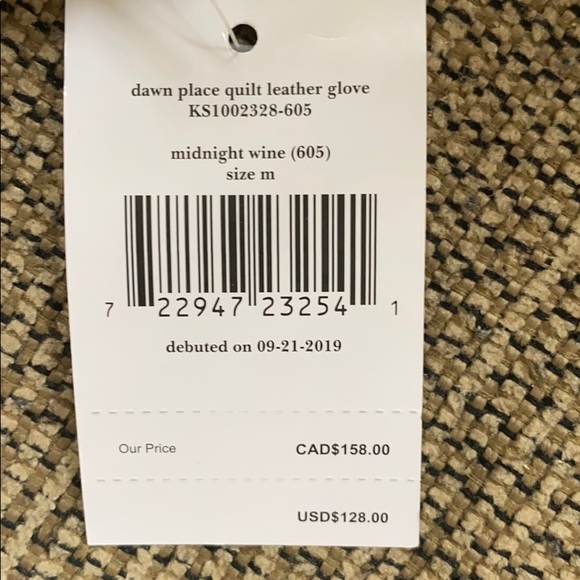 dawn place quilt leather glove
KS1002328-605
midnight wine (605)
size m
7 22947 23254 1
debuted on 09-21-2019
Our Price CAD$158.00
USD$128.00